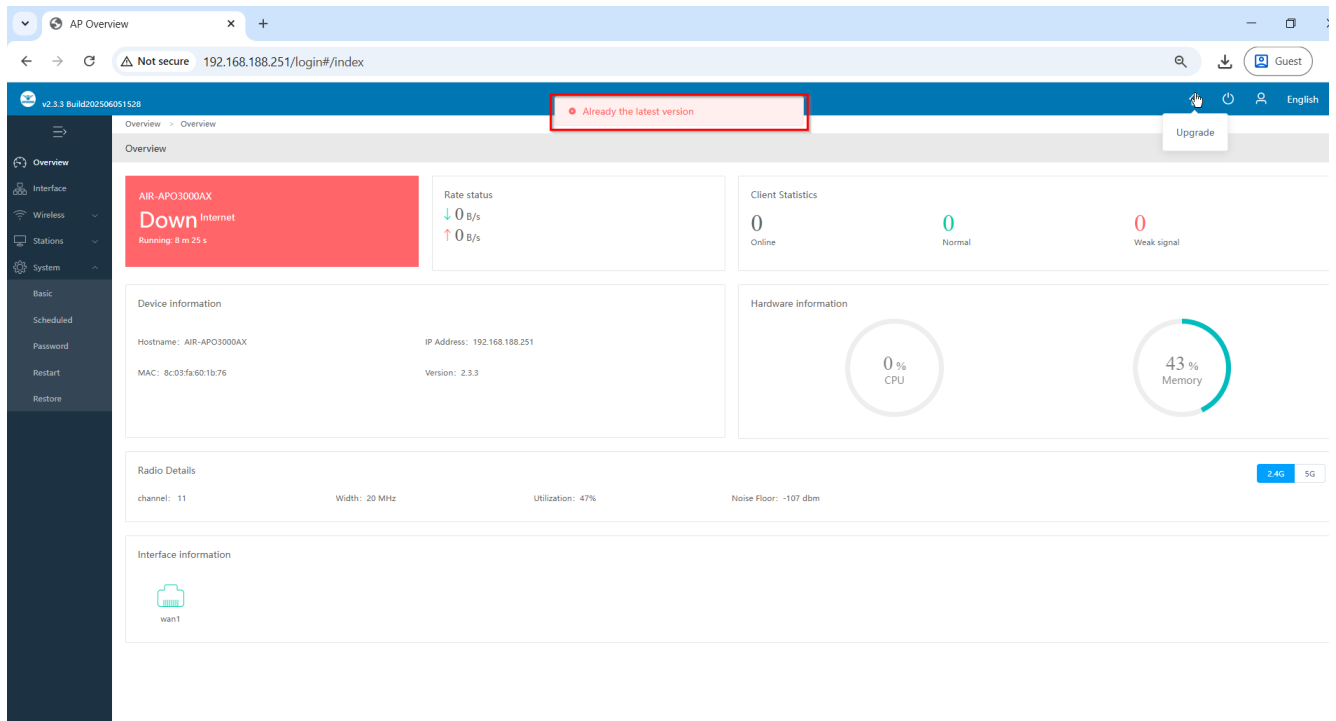 AP Overview
Not secure 192.168.188.251/login#/index
Guest
v2.3.3 Build202506051528
Already the latest version
English
Upgrade
Overview > Overview
Overview
Overview
Interface
Wireless
Stations
System
Basic
Scheduled
Password
Restart
Restore
AIR-APO3000AX
Down Internet
Running: 8 m 25 s
Rate status
↓ 0 B/s
↑ 0 B/s
Client Statistics
0 0 0
Online Normal Weak signal
Device information
Hostname: AIR-APO3000AX IP Address: 192.168.188.251
MAC: 8c:03:fa:60:1b:76 Version: 2.3.3
Hardware information
0 % 43 %
CPU Memory
Radio Details
2.4G 5G
channel: 11 Width: 20 MHz Utilization: 47% Noise Floor: -107 dbm
Interface information
wan1